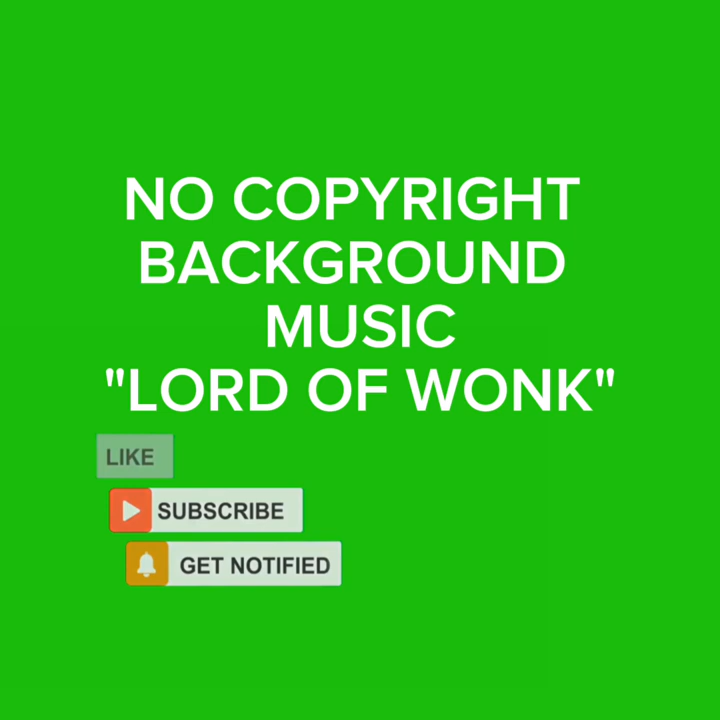 NO COPYRIGHT
BACKGROUND
MUSIC
"LORD OF WONK"
LIKE
SUBSCRIBE
GET NOTIFIED